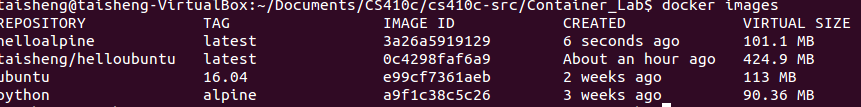 taisheng@taisheng-VirtualBox:~/Documents/CS410c/cs410c-src/Container_Lab$ docker images
REPOSITORY TAG IMAGE ID CREATED VIRTUAL SIZE
helloalpine latest 3a26a5919129 6 seconds ago 101.1 MB
taisheng/helloubuntu latest 0c4298faf6a9 About an hour ago 424.9 MB
ubuntu 16.04 e99cf7361aeb 2 weeks ago 113 MB
python alpine a9f1c38c5c26 3 weeks ago 90.36 MB